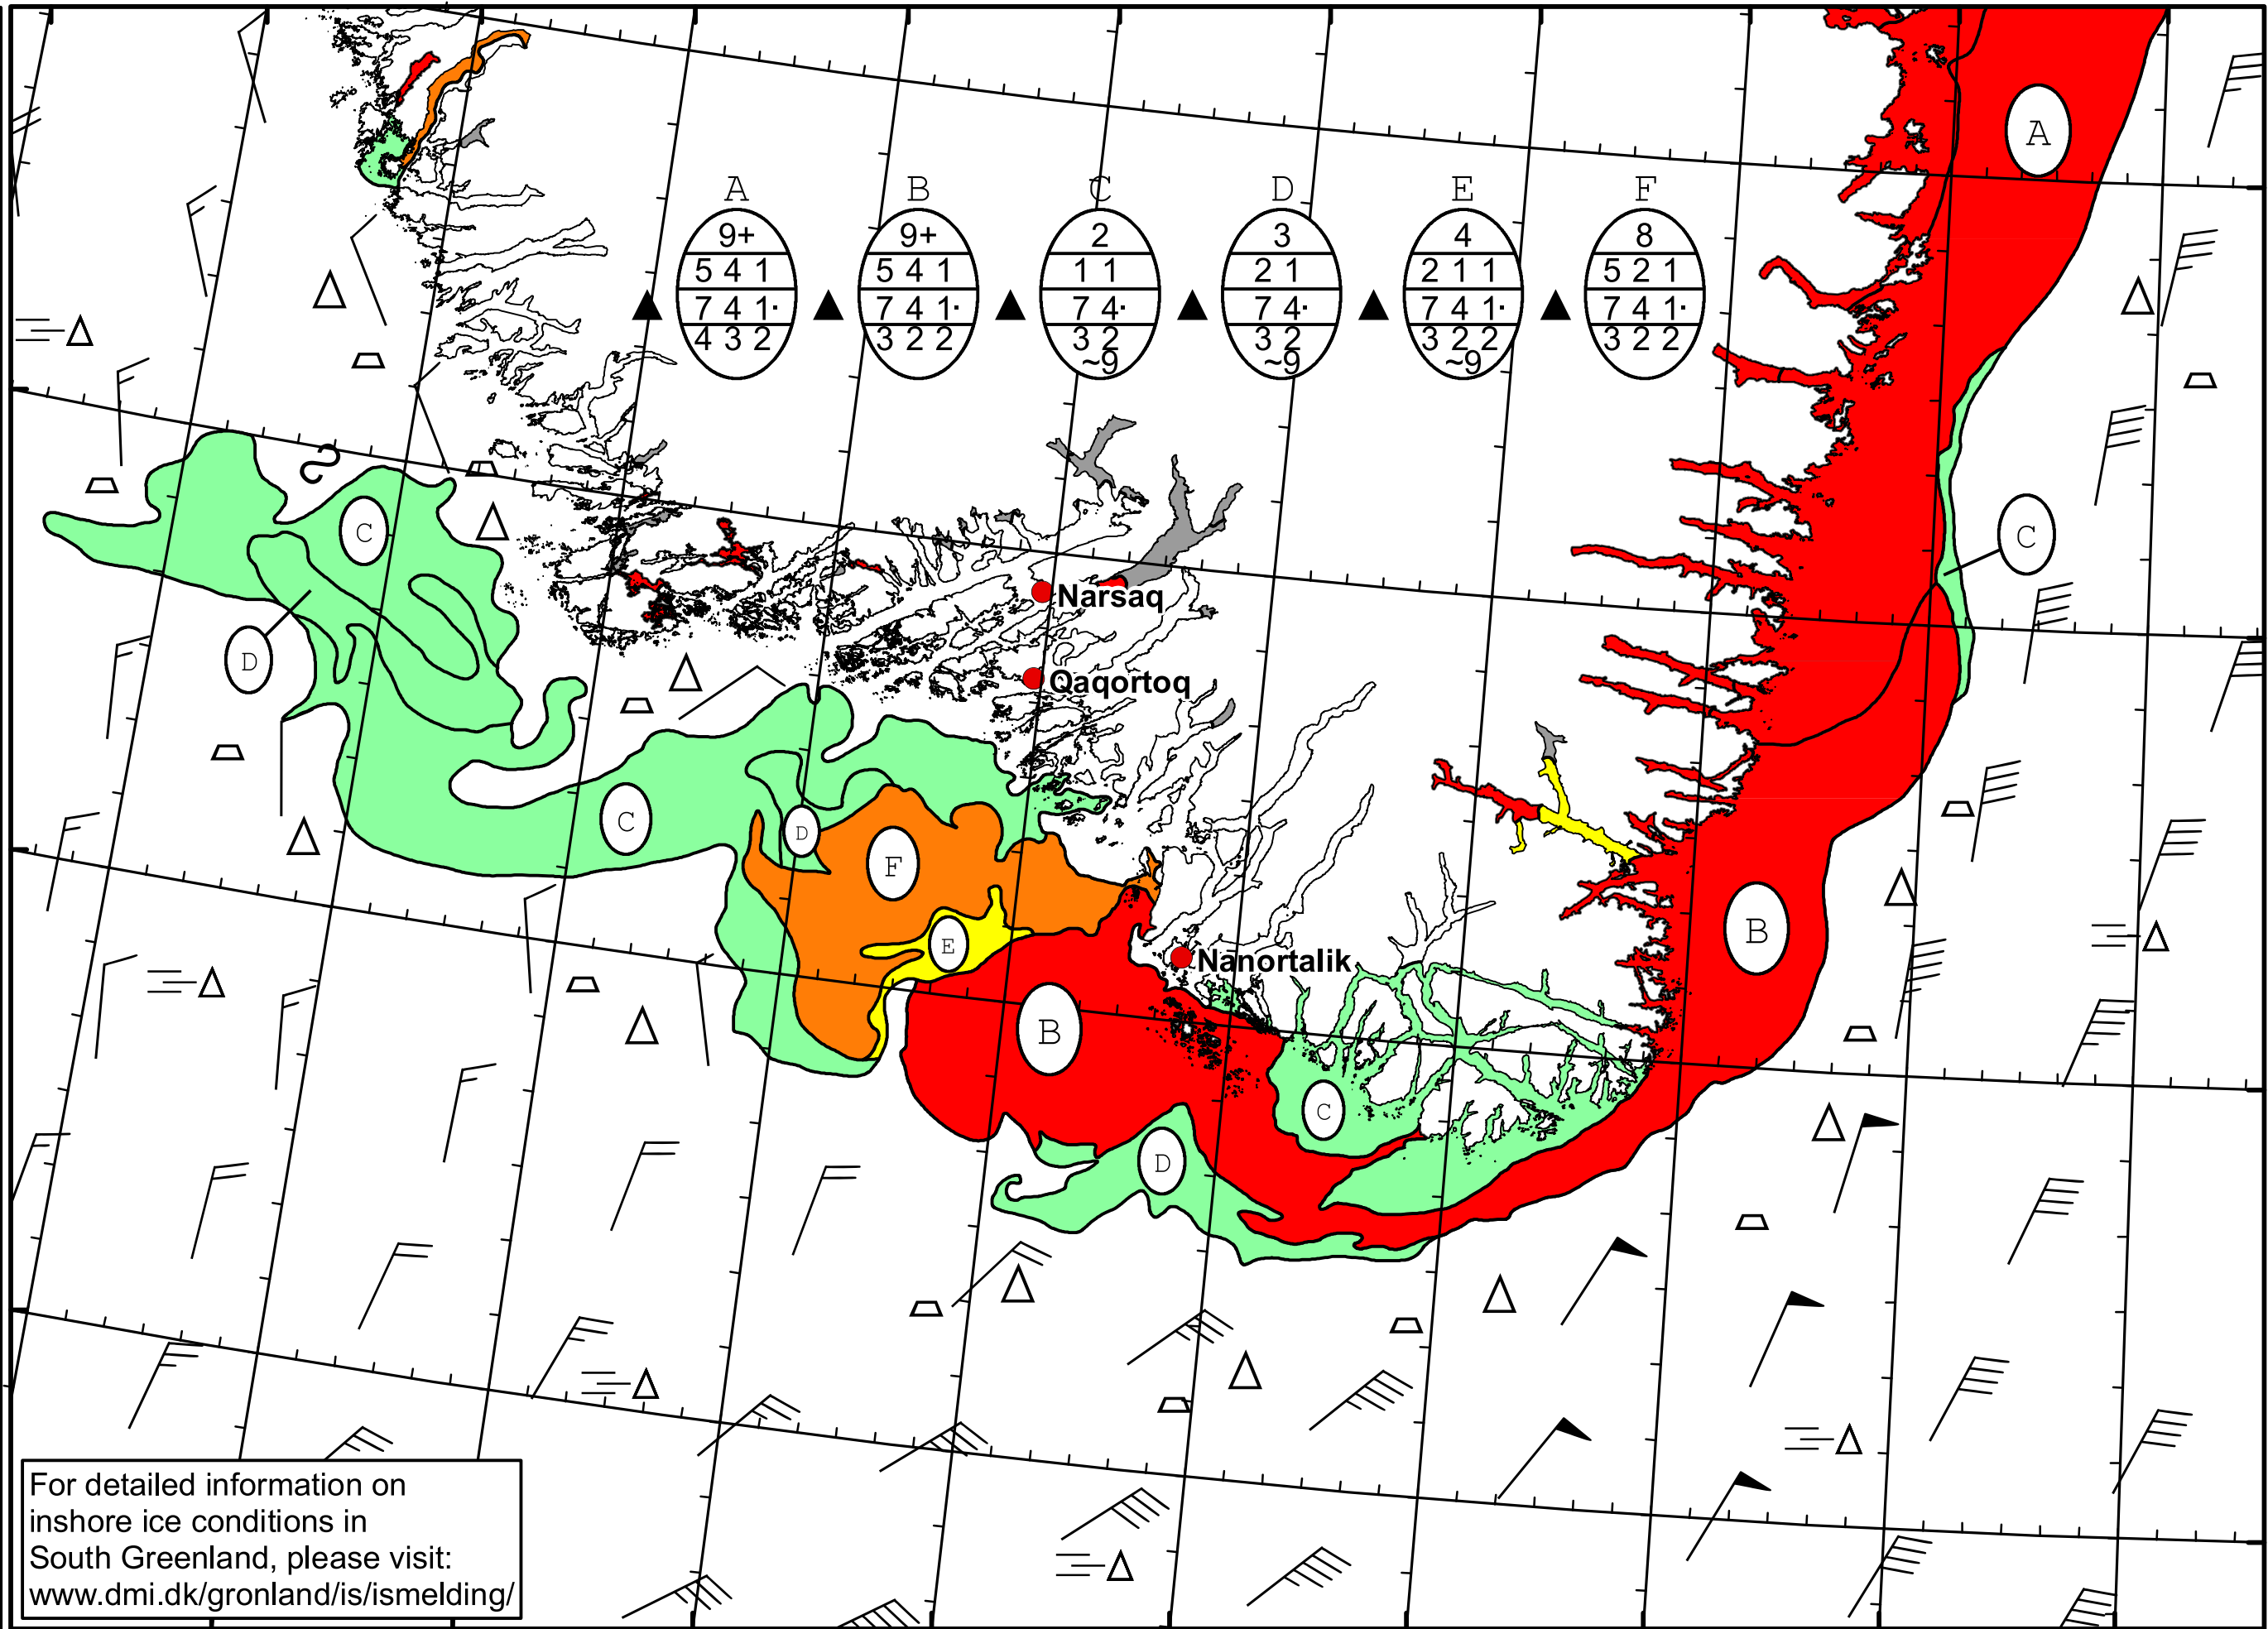 A
A B C D E F
9+ 9+ 2 3 4 8
5 4 1 5 4 1 1 1 2 1 2 1 1 5 2 1
7 4 1· 7 4 1· 7 4· 7 4· 7 4 1· 7 4 1·
4 3 2 3 2 2 3 2 3 2 3 2 2 3 2 2
~9 ~9 ~9
C
C
Narsaq
D
Qaqortoq
C
D
F
B
E
Nanortalik
B
C
D
For detailed information on
inshore ice conditions in
South Greenland, please visit:
www.dmi.dk/gronland/is/ismelding/